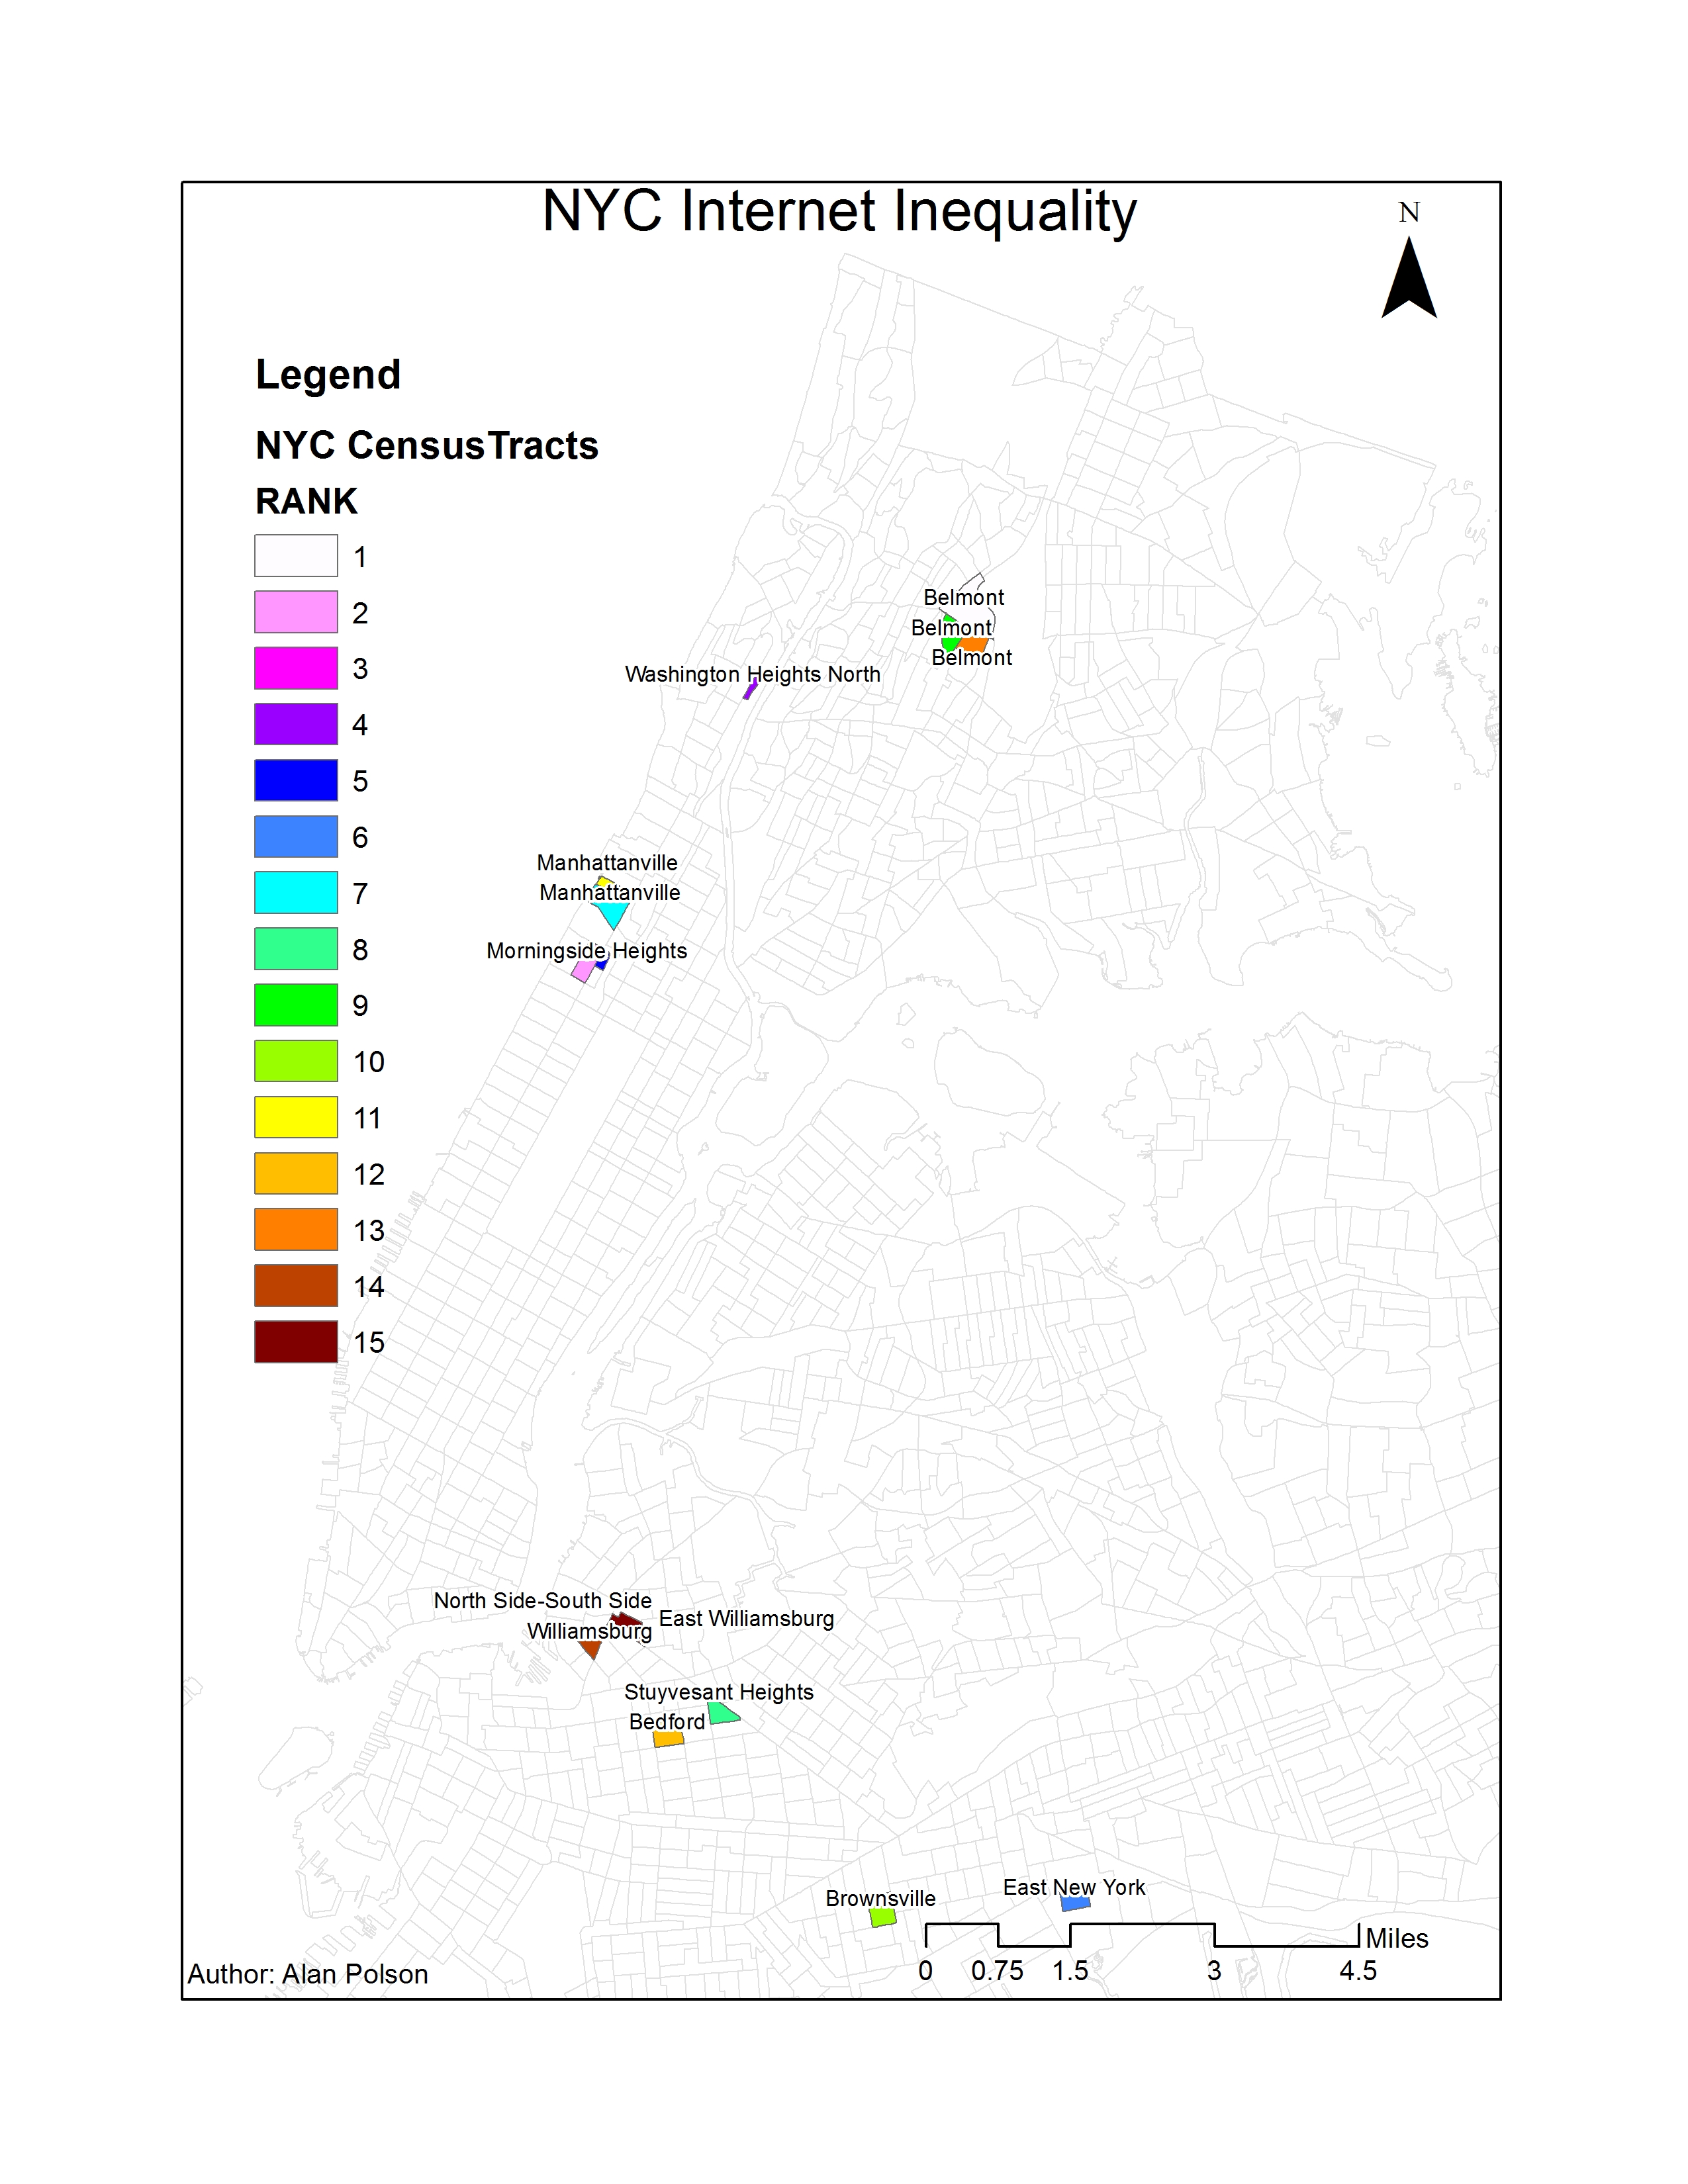 NYC Internet Inequality
N
Legend
NYC CensusTracts
RANK
1
2
3
4
5
6
7
8
9
10
11
12
13
14
15
Belmont
Belmont
Belmont
Washington Heights North
Manhattanville
Manhattanville
Morningside Heights
North Side-South Side
East Williamsburg
Williamsburg
Stuyvesant Heights
Bedford
East New York
Brownsville
Miles
0 0.75 1.5 3 4.5
Author: Alan Polson